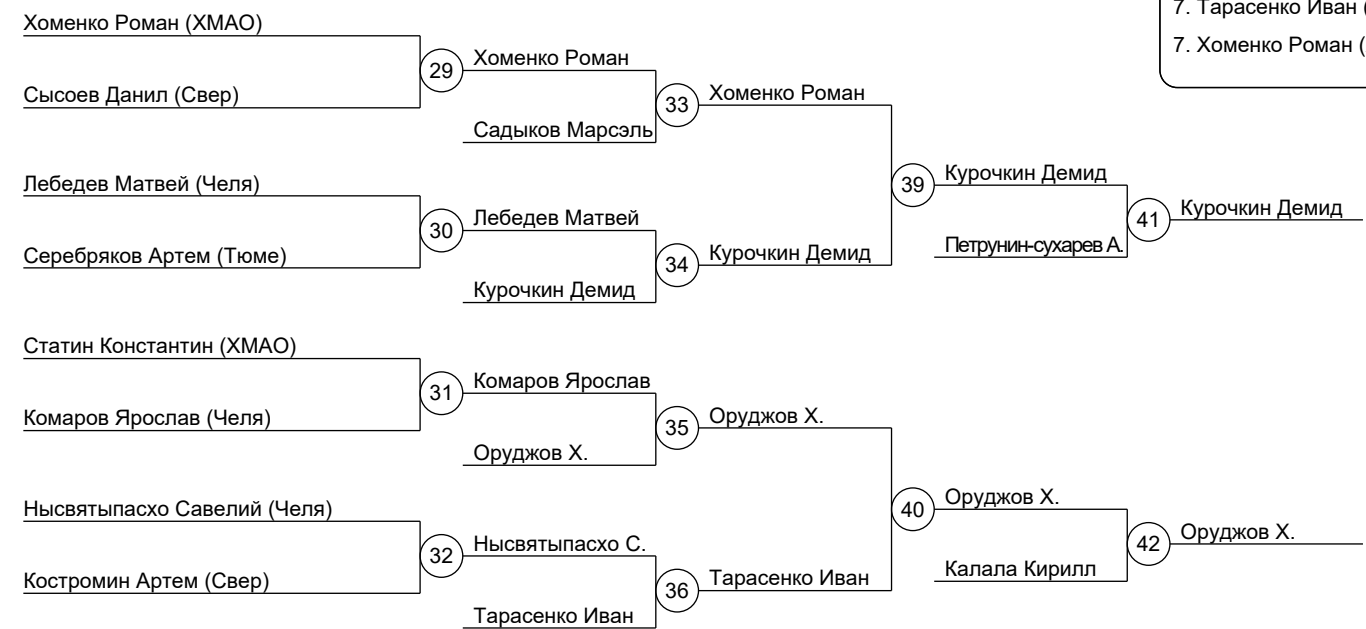 7. Тарасенко Иван (
7. Хоменко Роман (
Хоменко Роман (ХМАО)
29
Хоменко Роман
Сысоев Данил (Свер)
33
Хоменко Роман
Садыков Марсэль
Лебедев Матвей (Челя)
39
Курочкин Демид
30
Лебедев Матвей
41
Курочкин Демид
Серебряков Артем (Тюме)
34
Курочкин Демид
Петрунин-сухарев А.
Курочкин Демид
Статин Константин (ХМАО)
31
Комаров Ярослав
Комаров Ярослав (Челя)
35
Оруджов Х.
Оруджов Х.
Нысвятыпасхо Савелий (Челя)
40
Оруджов Х.
32
Нысвятыпасхо С.
42
Оруджов Х.
Костромин Артем (Свер)
36
Тарасенко Иван
Калала Кирилл
Тарасенко Иван